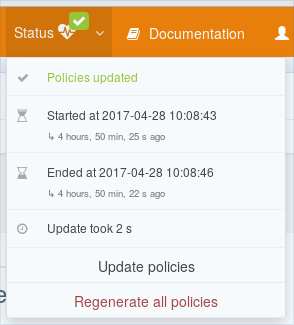 Status Documentation
Policies updated
Started at 2017-04-28 10:08:43
↳ 4 hours, 50 min, 25 s ago
Ended at 2017-04-28 10:08:46
↳ 4 hours, 50 min, 22 s ago
Update took 2 s
Update policies
Regenerate all policies